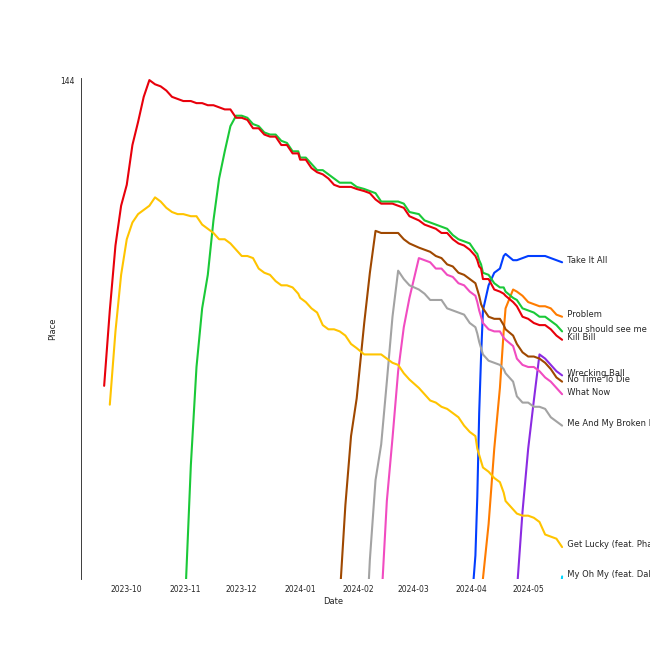 144
Take It All
Problem
you should see me
Kill Bill
Wrecking Ball
No Time To Die
What Now
Me And My Broken
Get Lucky (feat. Pha
My Oh My (feat. Dal
Place
2023-10 2023-11 2023-12 2024-01 2024-02 2024-03 2024-04 2024-05
Date